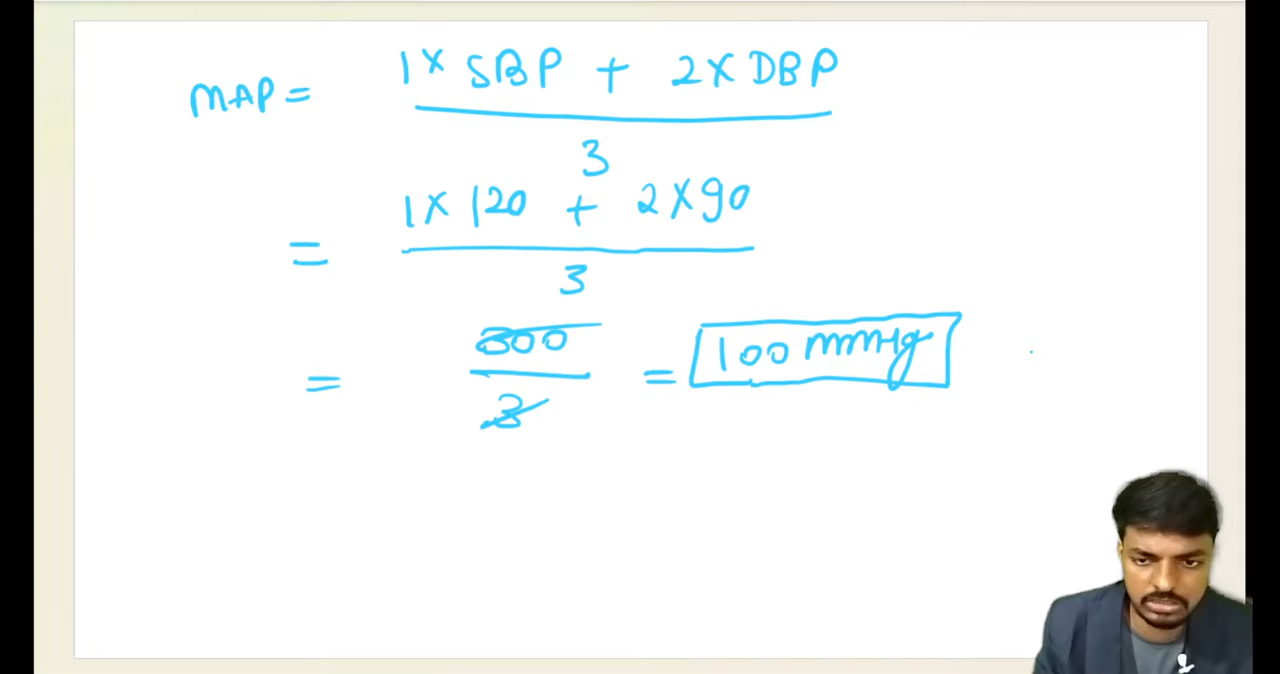 MAP = 1 x SBP + 2 x DBP
3
= 1 x 120 + 2 x 90
3
= 300
3
= 100 mmHg